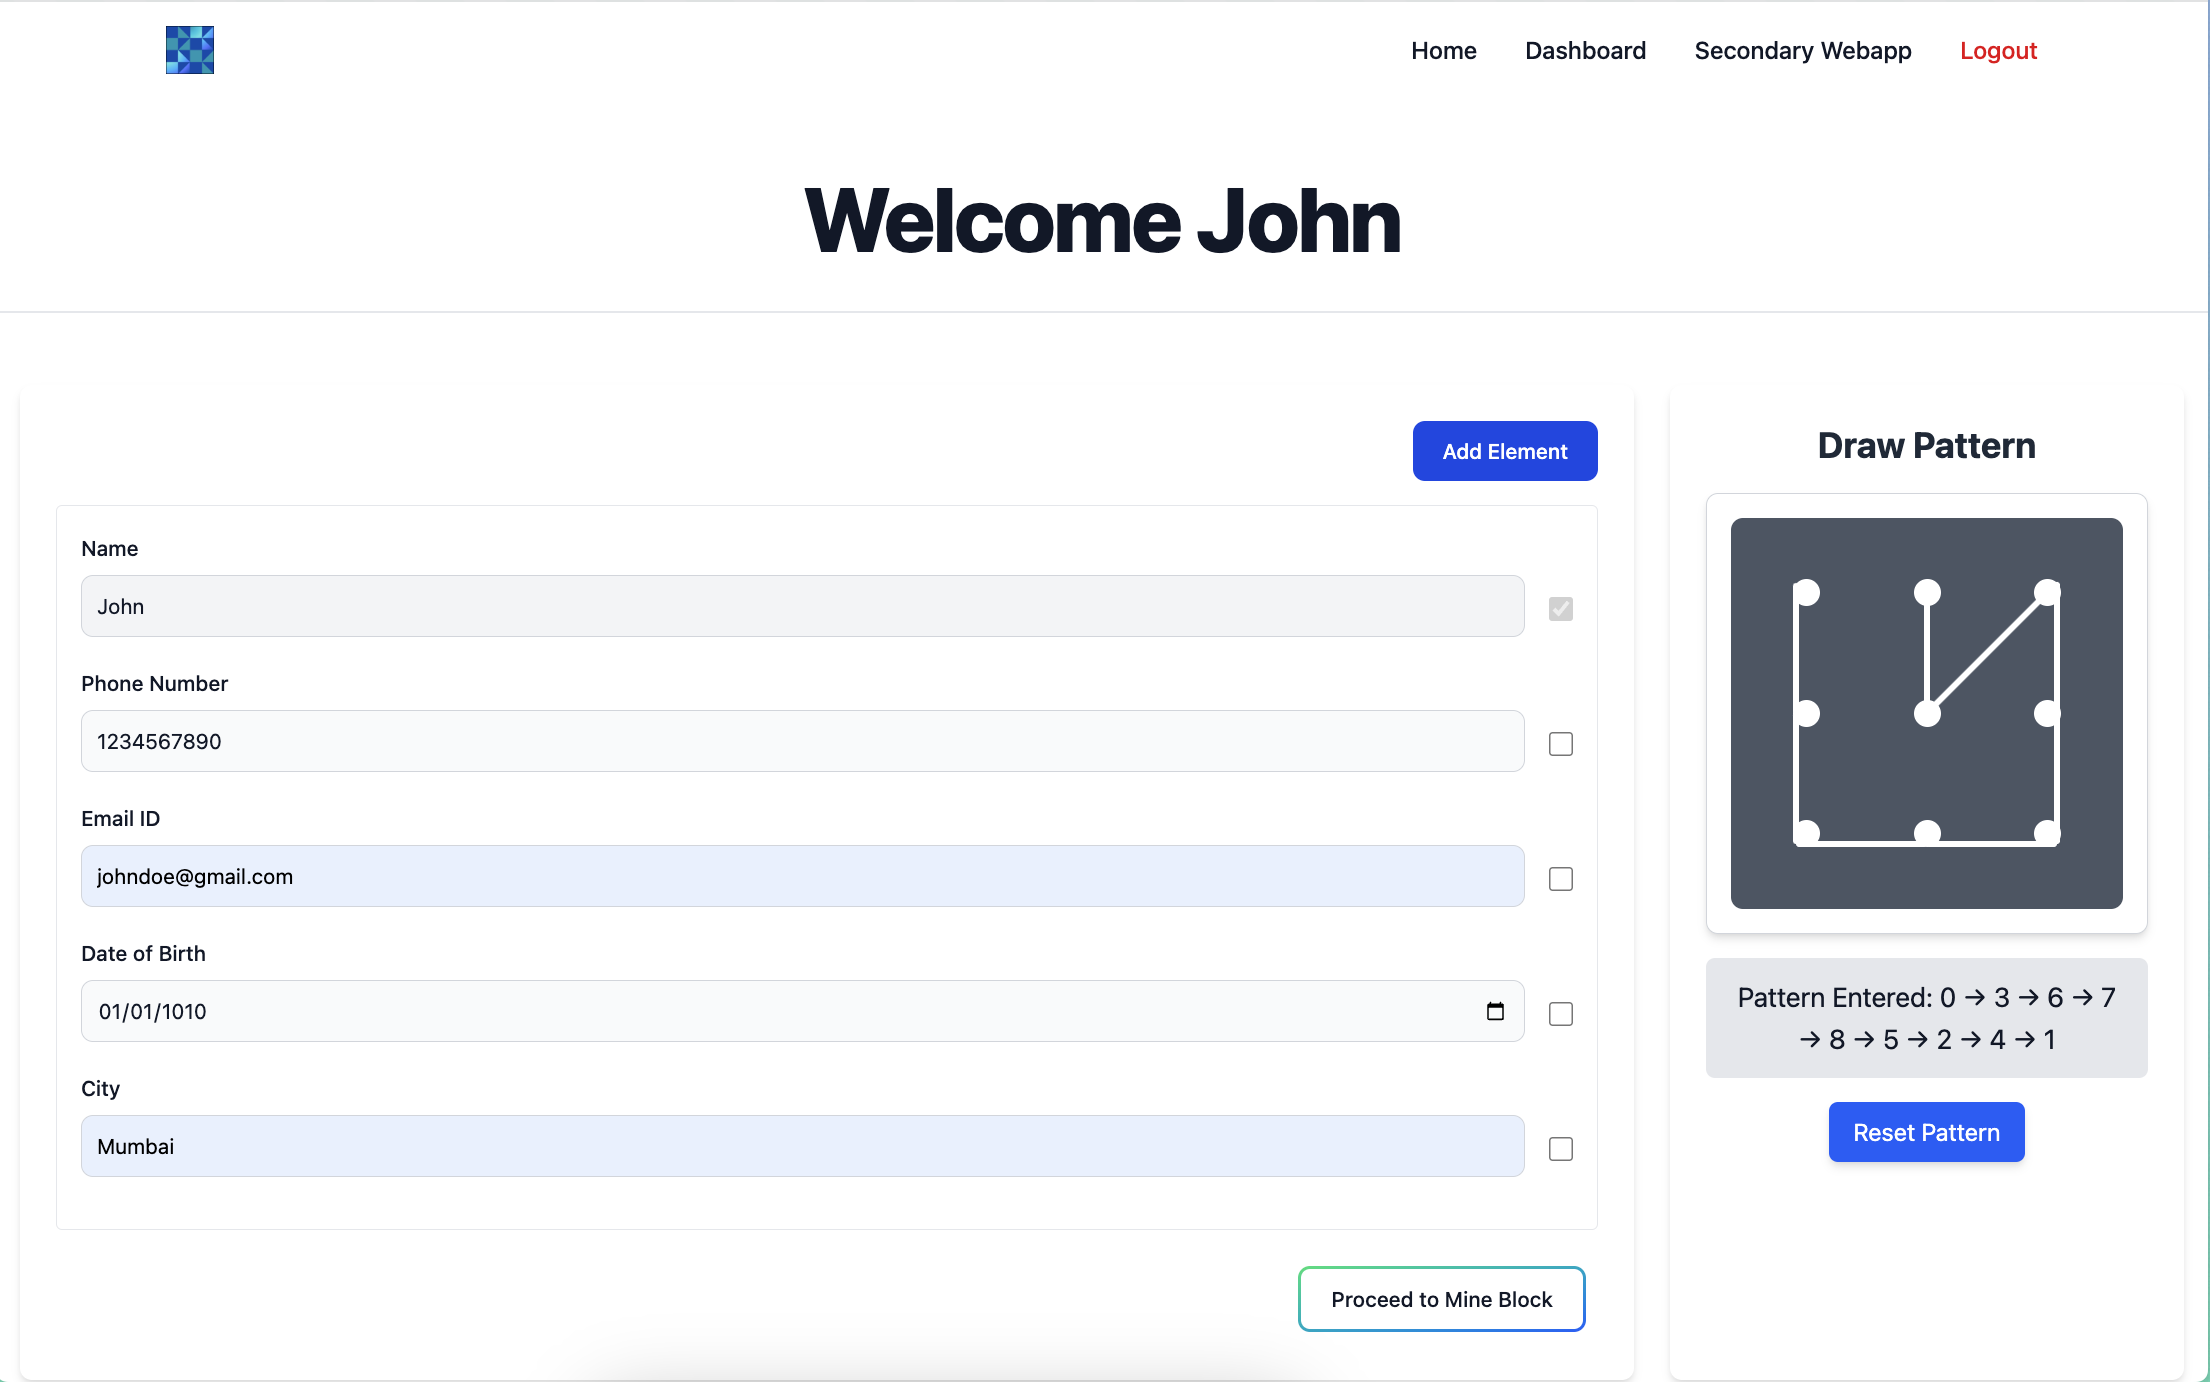 Home Dashboard Secondary Webapp Logout
Welcome John
Add Element
Name
John
Phone Number
1234567890
Email ID
johndoe@gmail.com
Date of Birth
01/01/1010
City
Mumbai
Proceed to Mine Block
Draw Pattern
Pattern Entered: 0 → 3 → 6 → 7
→ 8 → 5 → 2 → 4 → 1
Reset Pattern